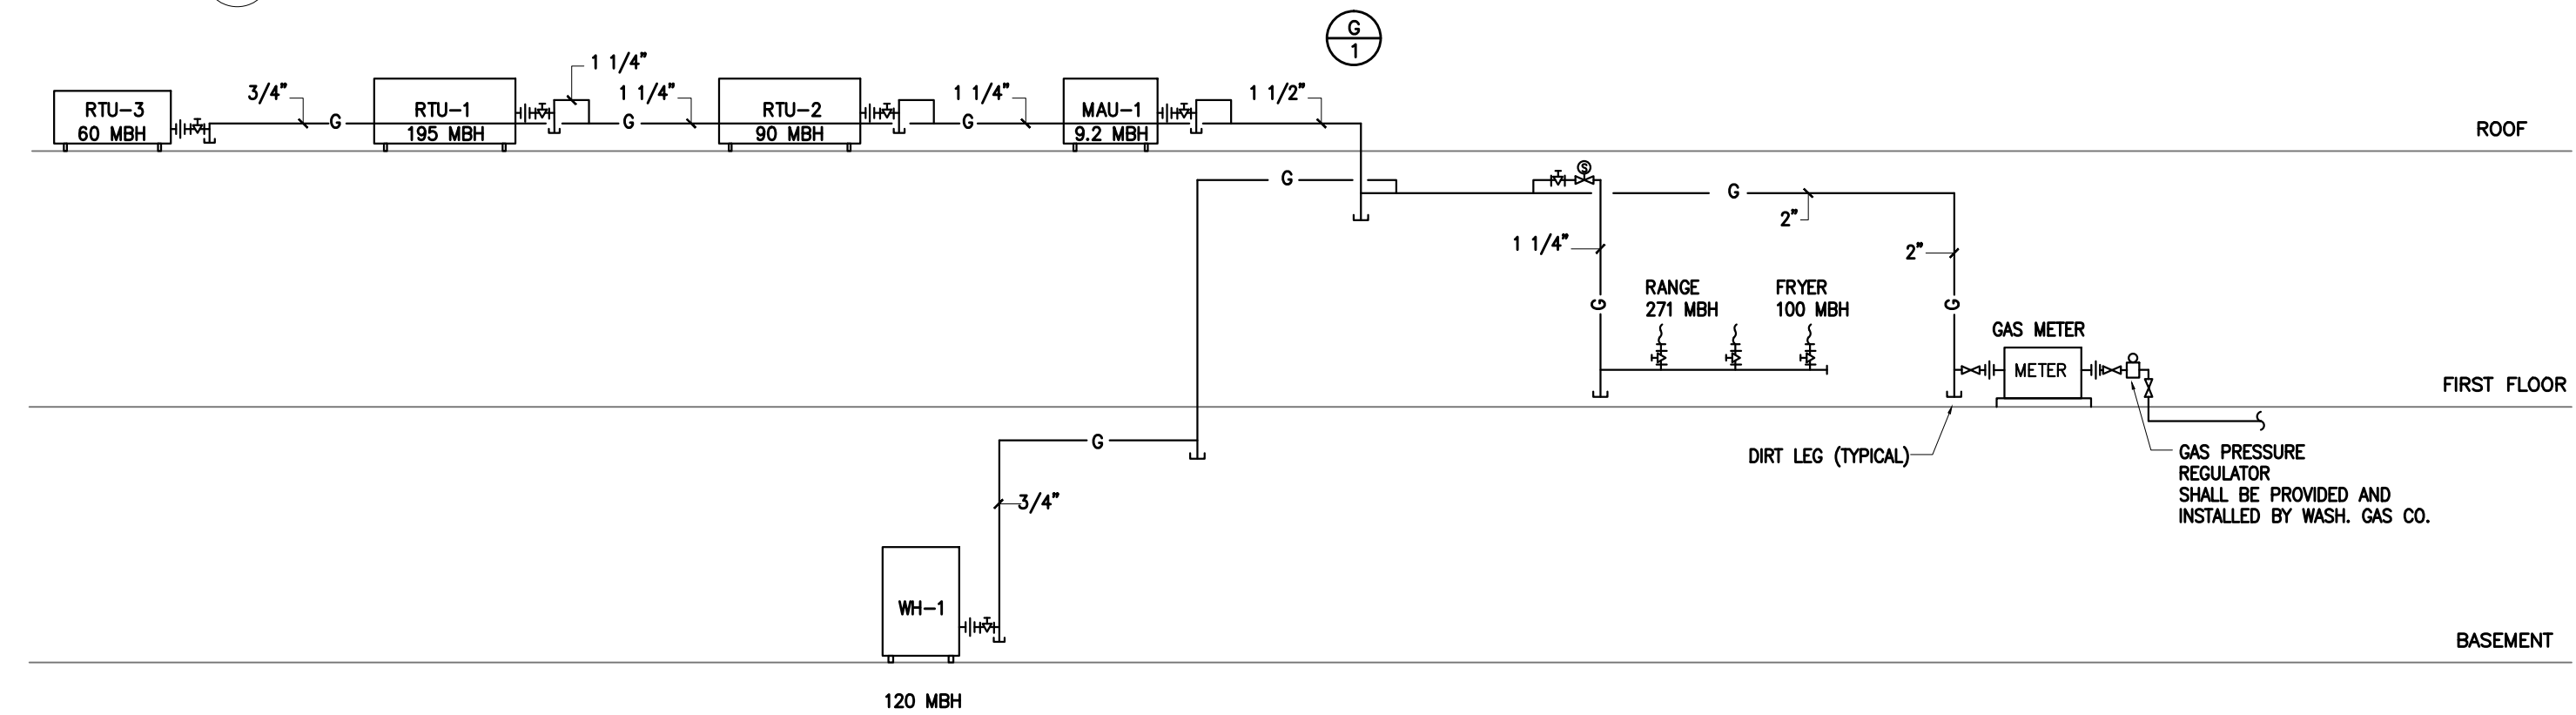 G
1
1 1/4"
3/4"
1 1/4"
1 1/4"
1 1/2"
RTU-3
60 MBH
G
RTU-1
195 MBH
G
RTU-2
90 MBH
G
MAU-1
9.2 MBH
ROOF
S
G
G
2"
1 1/4"
2"
RANGE
271 MBH
FRYER
100 MBH
G
G
GAS METER
METER
FIRST FLOOR
G
DIRT LEG (TYPICAL)
GAS PRESSURE
REGULATOR
SHALL BE PROVIDED AND
INSTALLED BY WASH. GAS CO.
3/4"
WH-1
BASEMENT
120 MBH